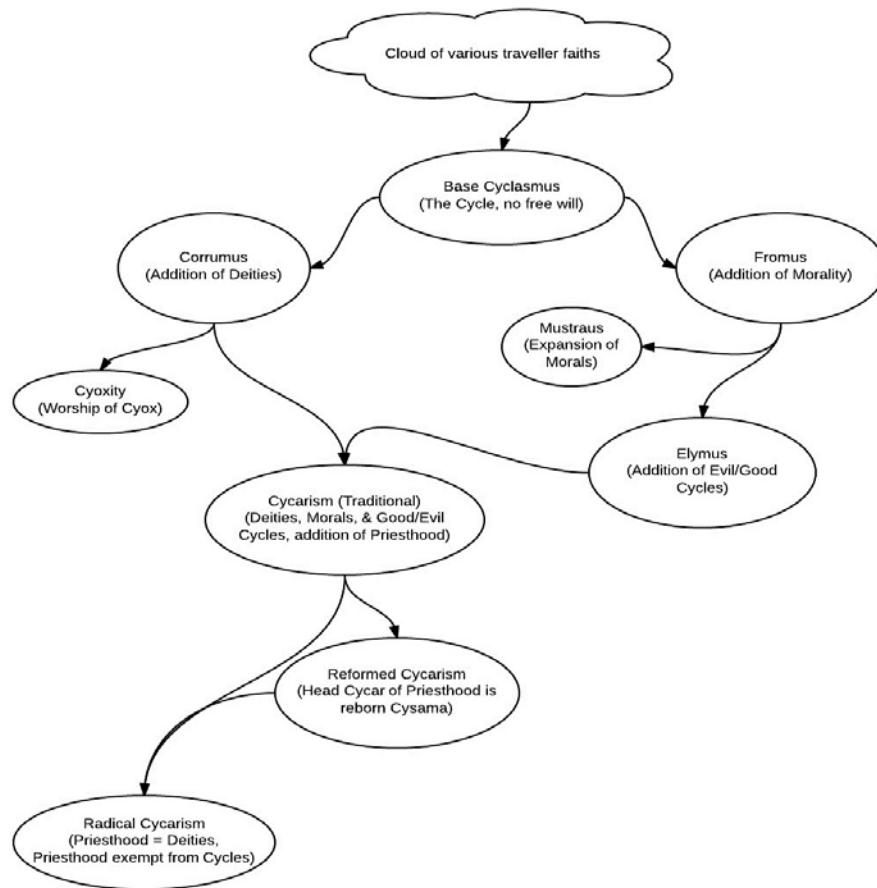 Cloud of various traveller faiths
Base Cyclasmus
(The Cycle, no free will)
Corrumus
(Addition of Deities)
Fromus
(Addition of Morality)
Mustraus
(Expansion of
Morals)
Cyoxity
(Worship of Cyox)
Elymus
(Addition of Evil/Good
Cycles)
Cycarism (Traditional)
(Deities, Morals, & Good/Evil
Cycles, addition of Priesthood)
Reformed Cycarism
(Head Cycar of Priesthood is
reborn Cysama)
Radical Cycarism
(Priesthood = Deities,
Priesthood exempt from Cycles)